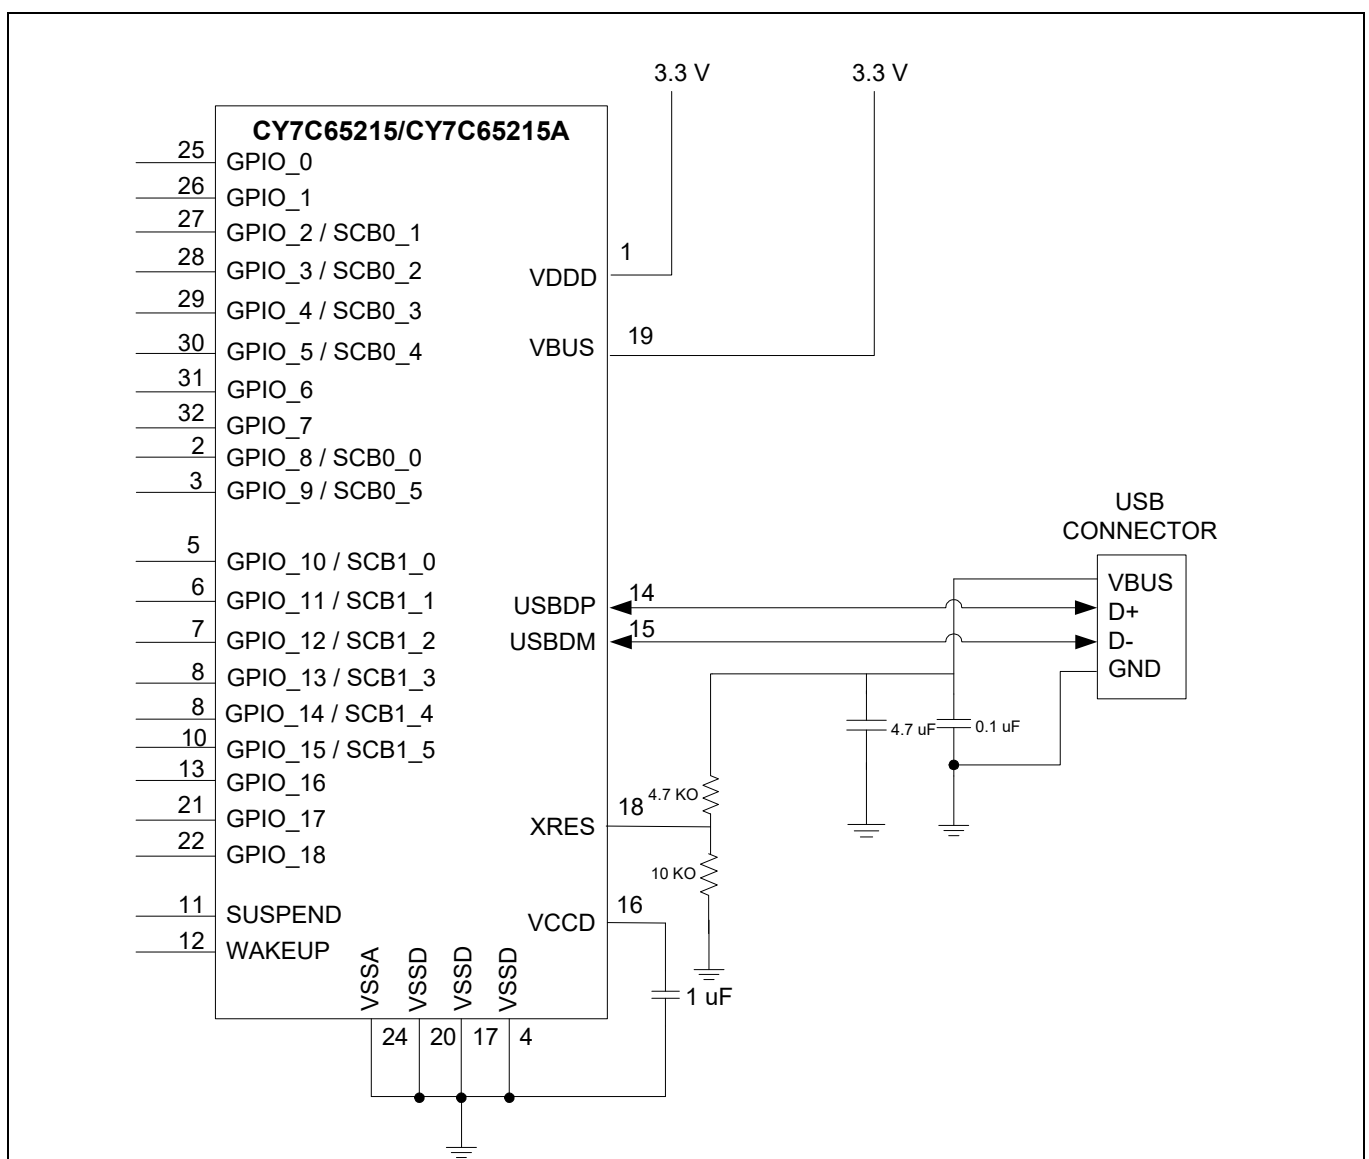 3.3 V 3.3 V
CY7C65215/CY7C65215A
25 GPIO_0
26 GPIO_1
27 GPIO_2 / SCB0_1
28 GPIO_3 / SCB0_2
29 GPIO_4 / SCB0_3
30 GPIO_5 / SCB0_4
31 GPIO_6
32 GPIO_7
2 GPIO_8 / SCB0_0
3 GPIO_9 / SCB0_5
5 GPIO_10 / SCB1_0
6 GPIO_11 / SCB1_1
7 GPIO_12 / SCB1_2
8 GPIO_13 / SCB1_3
8 GPIO_14 / SCB1_4
10 GPIO_15 / SCB1_5
13 GPIO_16
21 GPIO_17
22 GPIO_18
11 SUSPEND
12 WAKEUP
VDDD 1
VBUS 19
USBDP 14
USBDM 15
XRES 18
VCCD 16
VSSA
VSSD
VSSD
VSSD
24 20 17 4
1 uF
4.7 KO
10 KO
4.7 uF
0.1 uF
USB
CONNECTOR
VBUS
D+
D-
GND